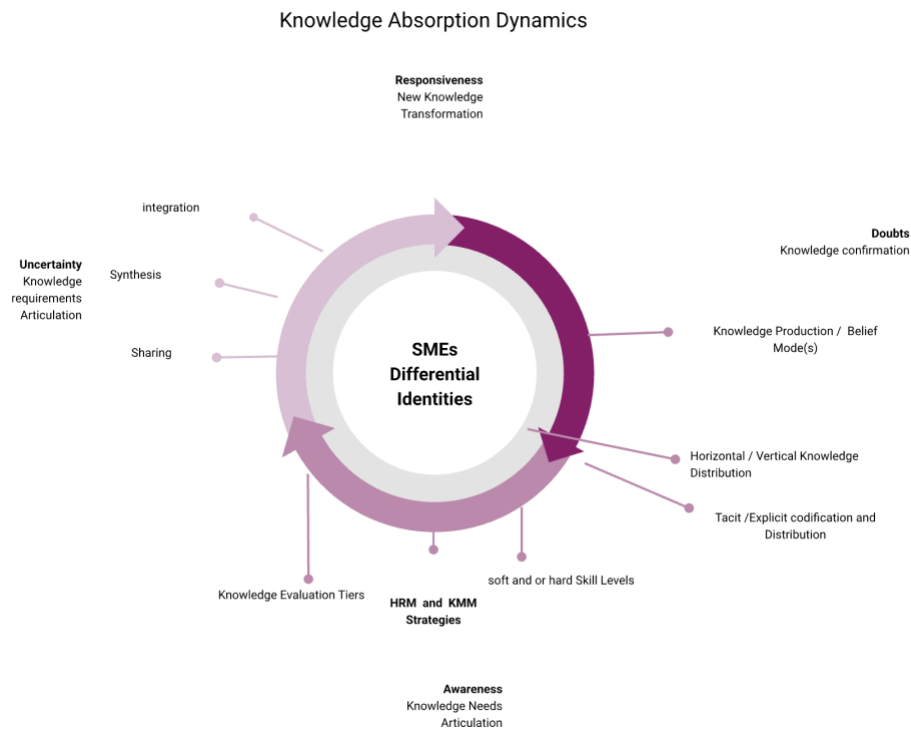 Knowledge Absorption Dynamics
Responsiveness
New Knowledge
Transformation
integration
Doubts
Knowledge confirmation
Uncertainty
Knowledge
requirements
Articulation
Synthesis
Sharing
SMEs
Differential
Identities
Knowledge Production / Belief
Mode(s)
Horizontal / Vertical Knowledge
Distribution
Tacit /Explicit codification and
Distribution
soft and or hard Skill Levels
Knowledge Evaluation Tiers
HRM and KMM
Strategies
Awareness
Knowledge Needs
Articulation